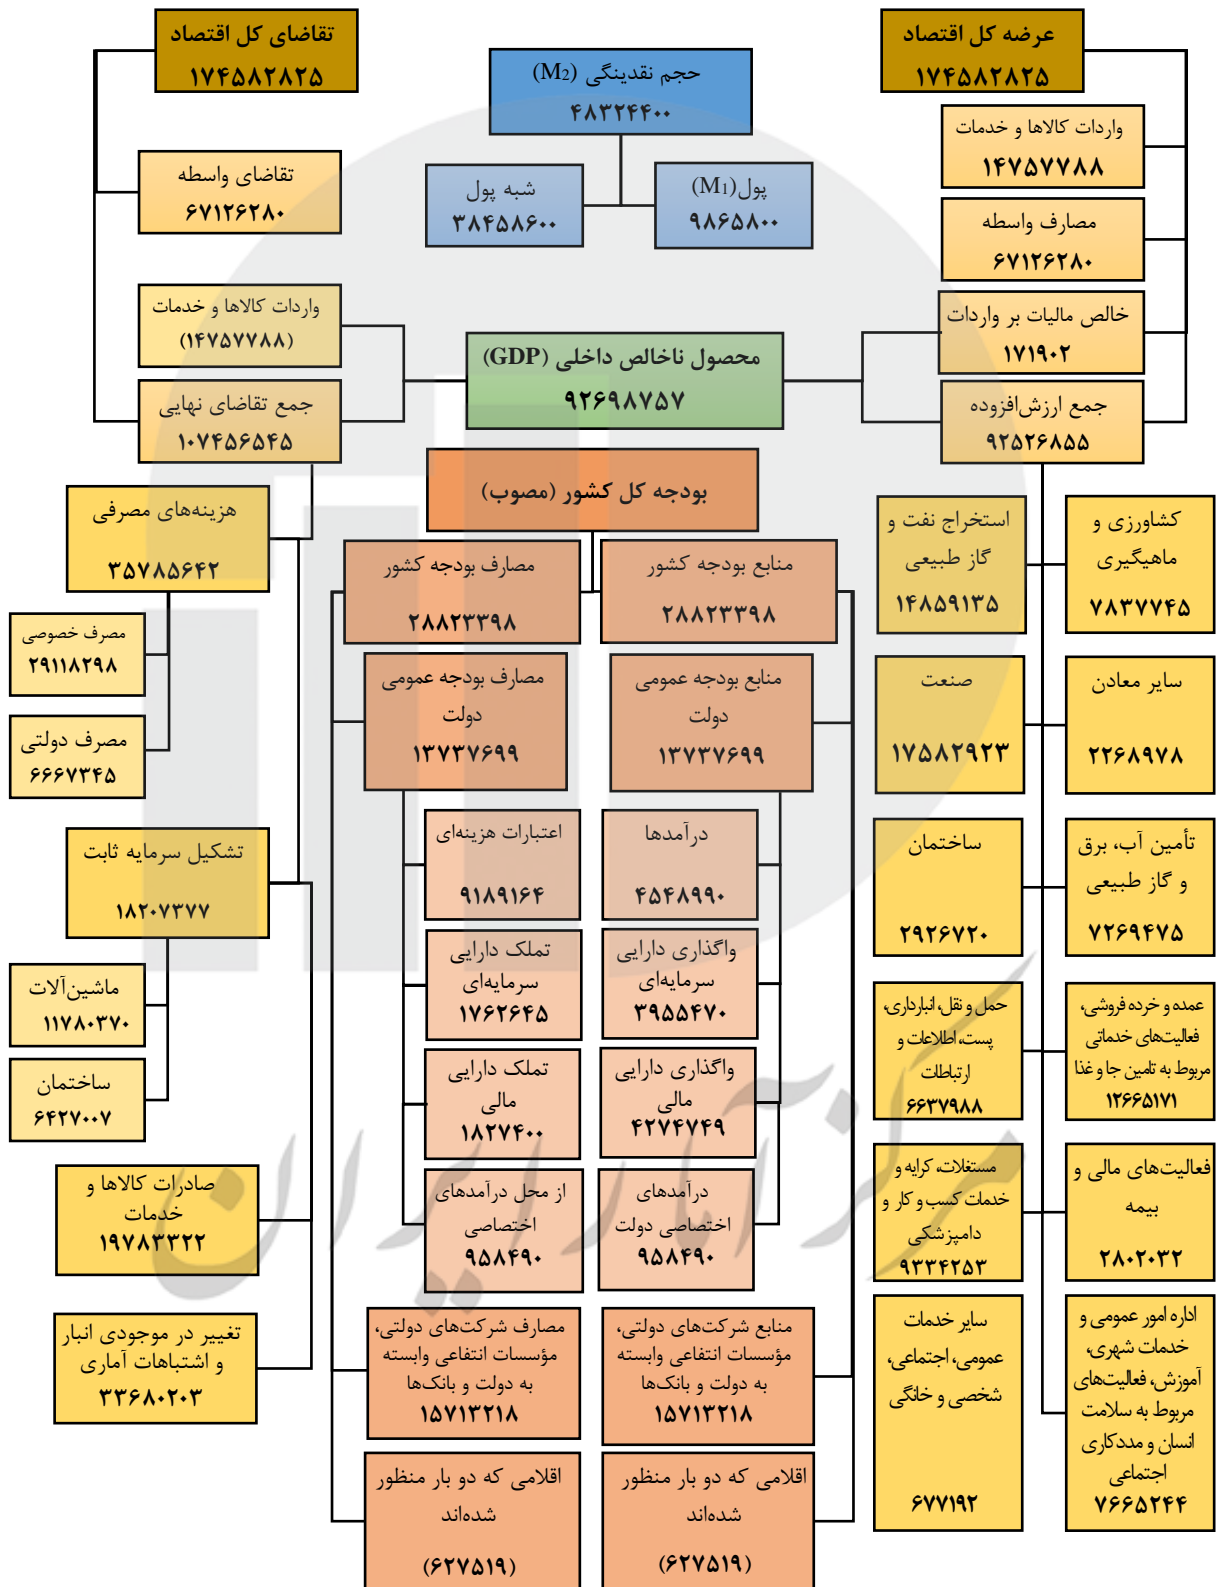 عرضه کل اقتصاد
۱۷۴۵۸۲۸۲۵
واردات کالاها و خدمات
۱۴۷۵۷۷۸۸
مصارف واسطه
۶۷۱۲۶۲۸۰
خالص مالیات بر واردات
۱۷۱۹۰۲
جمع ارزش‌افزوده
۹۲۵۲۶۸۵۵
کشاورزی و
ماهیگیری
۷۸۳۷۷۴۵
استخراج نفت و
گاز طبیعی
۱۴۸۵۹۱۳۵
سایر معادن
۲۲۶۸۹۷۸
صنعت
۱۷۵۸۲۹۲۳
تأمین آب، برق
و گاز طبیعی
۷۲۶۹۴۷۵
ساختمان
۲۹۲۶۷۲۰
عمده و خرده فروشی،
فعالیت‌های خدماتی
مربوط به تامین جا و غذا
۱۲۶۶۵۱۷۱
حمل و نقل، انبارداری،
پست، اطلاعات و
ارتباطات
۶۶۳۷۹۸۸
فعالیت‌های مالی و
بیمه
۲۸۰۲۰۳۲
مستغلات، کرایه و
خدمات کسب و کار و
دامپزشکی
۹۳۳۴۲۵۳
اداره امور عمومی و
خدمات شهری،
آموزش، فعالیت‌های
مربوط به سلامت
انسان و مددکاری
اجتماعی
۷۶۶۵۲۴۴
سایر خدمات
عمومی، اجتماعی،
شخصی و خانگی
۶۷۷۱۹۲
حجم نقدینگی (M2)
۴۸۳۲۴۴۰۰
پول(M1)
۹۸۶۵۸۰۰
شبه پول
۳۸۴۵۸۶۰۰
محصول ناخالص داخلی (GDP)
۹۲۶۹۸۷۵۷
بودجه کل کشور (مصوب)
منابع بودجه کشور
۲۸۸۲۳۳۹۸
منابع بودجه عمومی
دولت
۱۳۷۳۷۶۹۹
درآمدها
۴۵۴۸۹۹۰
واگذاری دارایی
سرمایه‌ای
۳۹۵۵۴۷۰
واگذاری دارایی
مالی
۴۲۷۴۷۴۹
درآمدهای
اختصاصی دولت
۹۵۸۴۹۰
منابع شرکت‌های دولتی،
مؤسسات انتفاعی وابسته
به دولت و بانک‌ها
۱۵۷۱۳۲۱۸
اقلامی که دو بار منظور
شده‌اند
(۶۲۷۵۱۹)
مصارف بودجه کشور
۲۸۸۲۳۳۹۸
مصارف بودجه عمومی
دولت
۱۳۷۳۷۶۹۹
اعتبارات هزینه‌ای
۹۱۸۹۱۶۴
تملک دارایی
سرمایه‌ای
۱۷۶۲۶۴۵
تملک دارایی
مالی
۱۸۲۷۴۰۰
از محل درآمدهای
اختصاصی
۹۵۸۴۹۰
مصارف شرکت‌های دولتی،
مؤسسات انتفاعی وابسته
به دولت و بانک‌ها
۱۵۷۱۳۲۱۸
اقلامی که دو بار منظور
شده‌اند
(۶۲۷۵۱۹)
تقاضای کل اقتصاد
۱۷۴۵۸۲۸۲۵
تقاضای واسطه
۶۷۱۲۶۲۸۰
واردات کالاها و خدمات
(۱۴۷۵۷۷۸۸)
جمع تقاضای نهایی
۱۰۷۴۵۶۵۴۵
هزینه‌های مصرفی
۳۵۷۸۵۶۴۲
مصرف خصوصی
۲۹۱۱۸۲۹۸
مصرف دولتی
۶۶۶۷۳۴۵
تشکیل سرمایه ثابت
۱۸۲۰۷۳۷۷
ماشین‌آلات
۱۱۷۸۰۳۷۰
ساختمان
۶۴۲۷۰۰۷
صادرات کالاها و
خدمات
۱۹۷۸۳۳۲۲
تغییر در موجودی انبار
و اشتباهات آماری
۳۳۶۸۰۲۰۳
مرکز آمار ایران